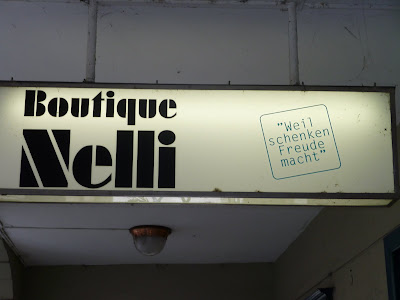 Boutique
Nelli
"Weil
schenken
Freude
macht"